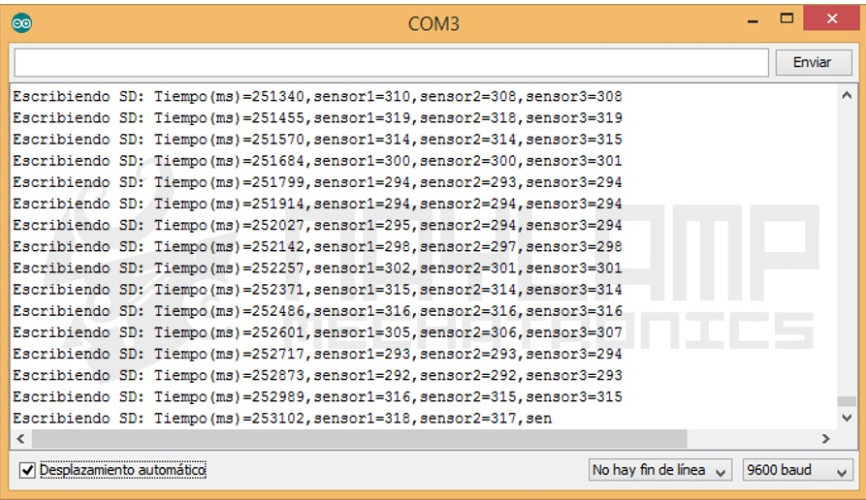 COM3
Enviar
Escribiendo SD: Tiempo(ms)=251340,sensor1=310,sensor2=308,sensor3=308
Escribiendo SD: Tiempo(ms)=251455,sensor1=319,sensor2=318,sensor3=319
Escribiendo SD: Tiempo(ms)=251570,sensor1=314,sensor2=314,sensor3=315
Escribiendo SD: Tiempo(ms)=251684,sensor1=300,sensor2=300,sensor3=301
Escribiendo SD: Tiempo(ms)=251799,sensor1=294,sensor2=293,sensor3=294
Escribiendo SD: Tiempo(ms)=251914,sensor1=294,sensor2=294,sensor3=294
Escribiendo SD: Tiempo(ms)=252027,sensor1=295,sensor2=294,sensor3=294
Escribiendo SD: Tiempo(ms)=252142,sensor1=298,sensor2=297,sensor3=298
Escribiendo SD: Tiempo(ms)=252257,sensor1=302,sensor2=301,sensor3=301
Escribiendo SD: Tiempo(ms)=252371,sensor1=315,sensor2=314,sensor3=314
Escribiendo SD: Tiempo(ms)=252486,sensor1=316,sensor2=316,sensor3=316
Escribiendo SD: Tiempo(ms)=252601,sensor1=305,sensor2=306,sensor3=307
Escribiendo SD: Tiempo(ms)=252717,sensor1=293,sensor2=293,sensor3=294
Escribiendo SD: Tiempo(ms)=252873,sensor1=292,sensor2=292,sensor3=293
Escribiendo SD: Tiempo(ms)=252989,sensor1=316,sensor2=315,sensor3=315
Escribiendo SD: Tiempo(ms)=253102,sensor1=318,sensor2=317,sen
NAYLAMP
MECHATRONICS
Desplazamiento automático
No hay fin de línea
9600 baud